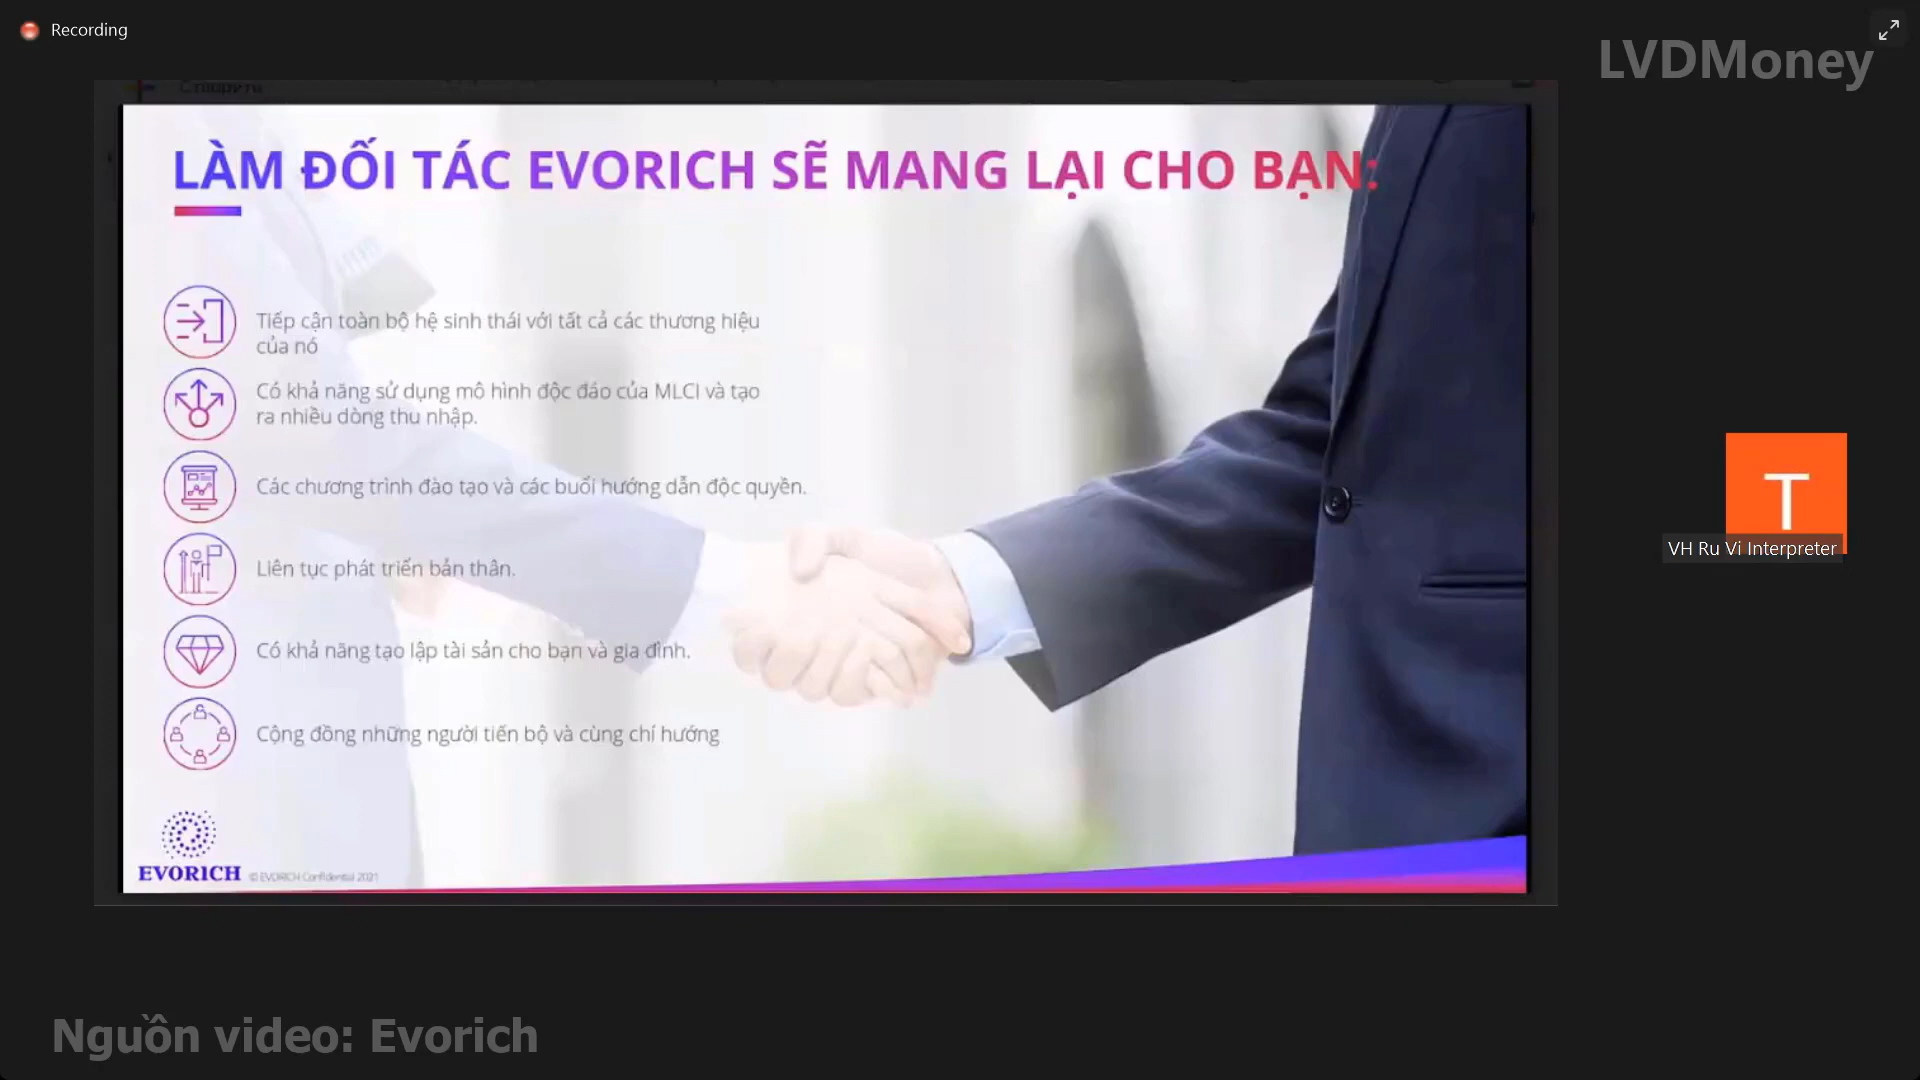 Recording
LVDMoney
LÀM ĐỐI TÁC EVORICH SẼ MANG LẠI CHO BẠN:
Tiếp cận toàn bộ hệ sinh thái với tất cả các thương hiệu
của nó
Có khả năng sử dụng mô hình độc đáo của MLCI và tạo
ra nhiều dòng thu nhập.
Các chương trình đào tạo và các buổi hướng dẫn độc quyền.
Liên tục phát triển bản thân.
Có khả năng tạo lập tài sản cho bạn và gia đình.
Cộng đồng những người tiến bộ và cùng chí hướng
T
VH Ru Vi Interpreter
EVORICH © EVORICH Confidential 2021
Nguồn video: Evorich